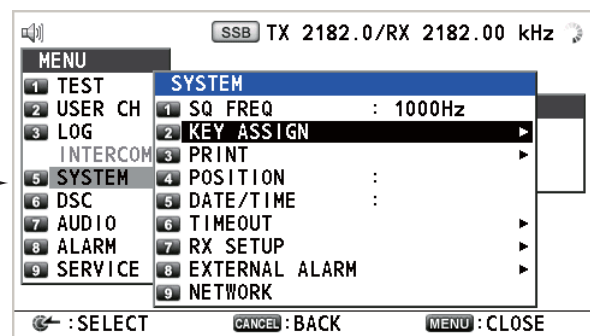 SSB TX 2182.0/RX 2182.00 kHz
MENU
1 TEST
2 USER CH
3 LOG
INTERCOM
5 SYSTEM
6 DSC
7 AUDIO
8 ALARM
9 SERVICE
SYSTEM
1 SQ FREQ : 1000Hz
2 KEY ASSIGN
3 PRINT
4 POSITION :
5 DATE/TIME :
6 TIMEOUT
7 RX SETUP
8 EXTERNAL ALARM
9 NETWORK
:SELECT CANCEL:BACK MENU:CLOSE